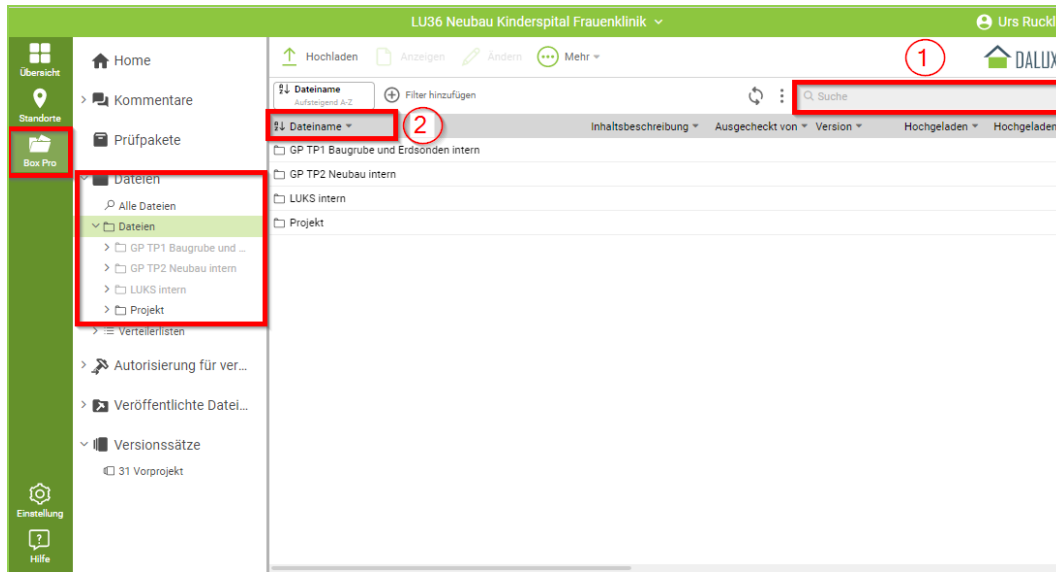 LU36 Neubau Kinderspital Frauenklinik
Urs Ruckl
Übersicht
Standorte
Box Pro
Einstellung
Hilfe
Home
Kommentare
Prüfpakete
Dateien
Alle Dateien
Dateien
GP TP1 Baugrube und ...
GP TP2 Neubau intern
LUKS intern
Projekt
Verteilerlisten
Autorisierung für ver...
Veröffentlichte Datei...
Versionssätze
31 Vorprojekt
Hochladen Anzeigen Ändern Mehr
1
DALUX
Dateiname
Aufsteigend A-Z
Filter hinzufügen
Suche
Dateiname 2 Inhaltsbeschreibung Ausgecheckt von Version Hochgeladen Hochgeladen
GP TP1 Baugrube und Erdsonden intern
GP TP2 Neubau intern
LUKS intern
Projekt